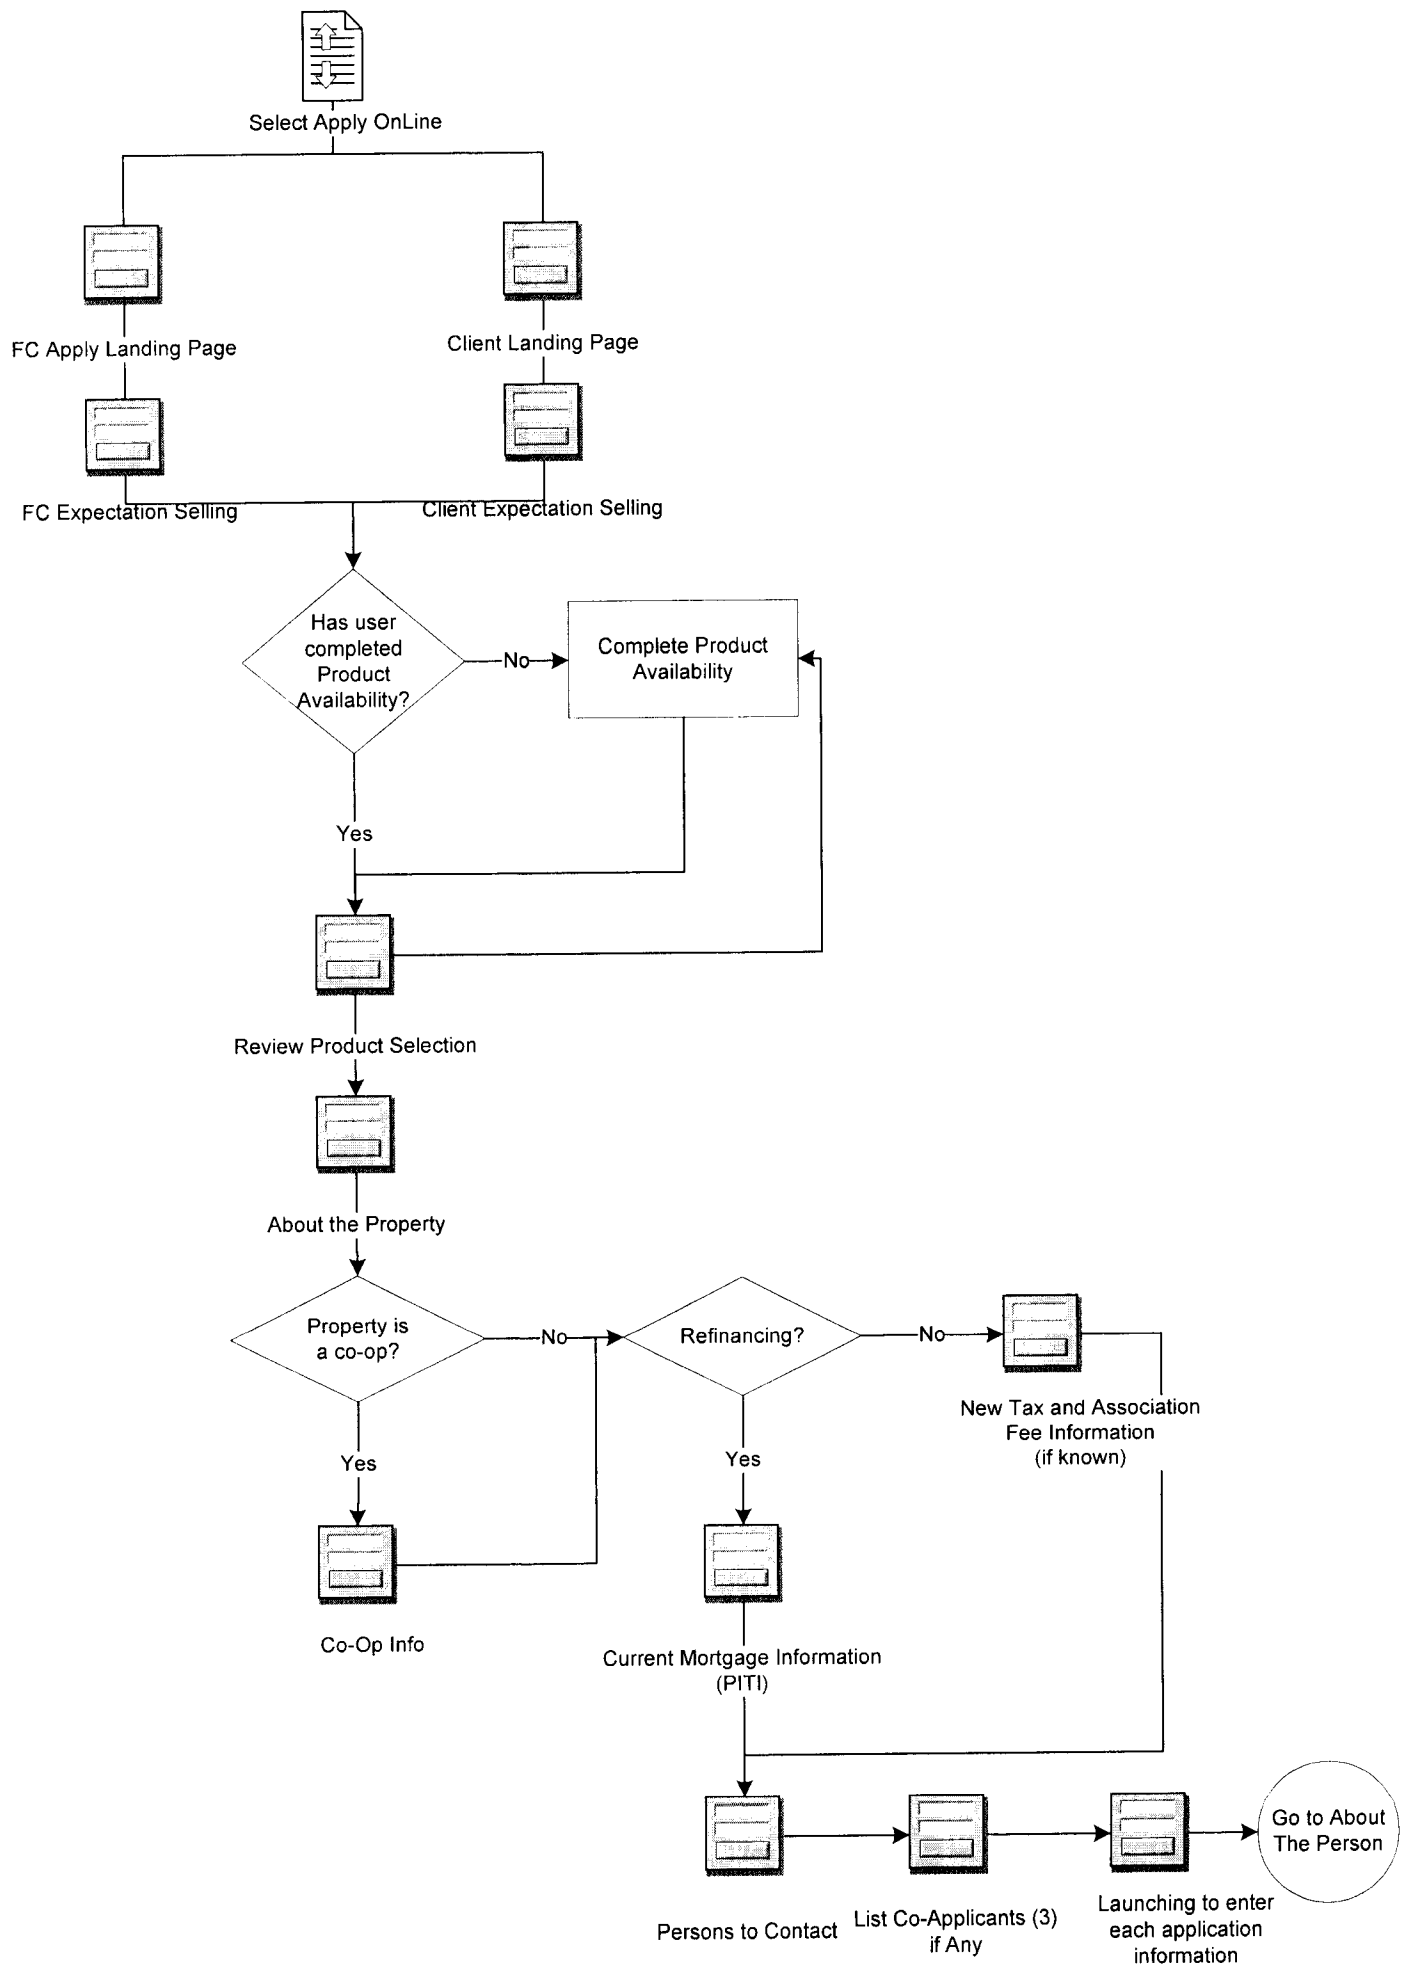 Select Apply OnLine
FC Apply Landing Page
Client Landing Page
FC Expectation Selling
Client Expectation Selling
Has user
completed
Product
Availability?
No
Complete Product
Availability
Yes
Review Product Selection
About the Property
Property is
a co-op?
No
Refinancing?
No
New Tax and Association
Fee Information
(if known)
Yes
Yes
Co-Op Info
Current Mortgage Information
(PITI)
Go to About
The Person
Persons to Contact
List Co-Applicants (3)
if Any
Launching to enter
each application
information